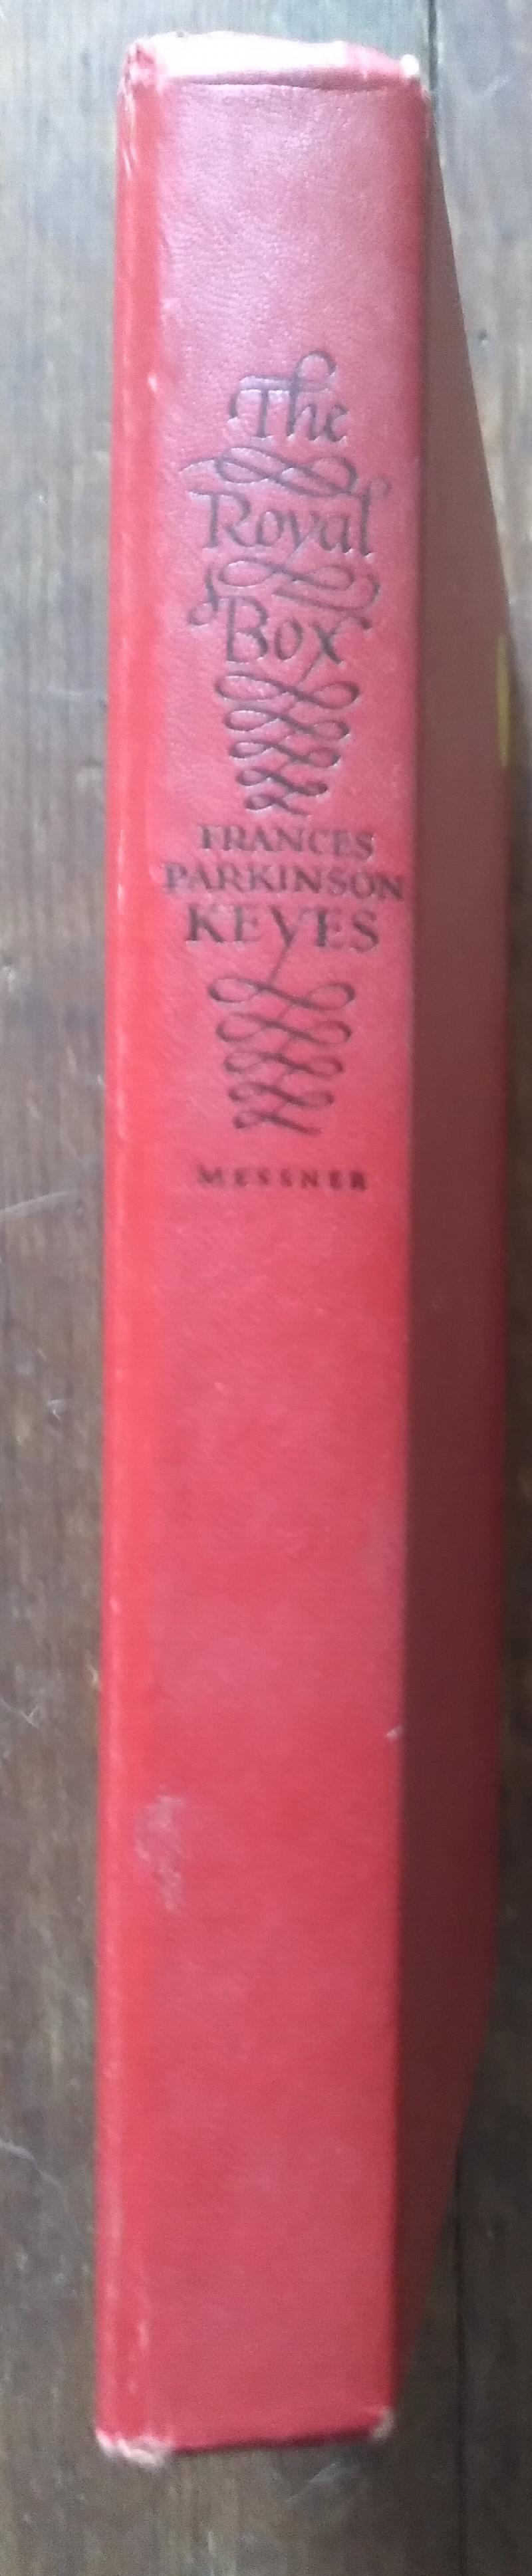 The
Royal
Box
FRANCES
PARKINSON
KEYES
MESSNER